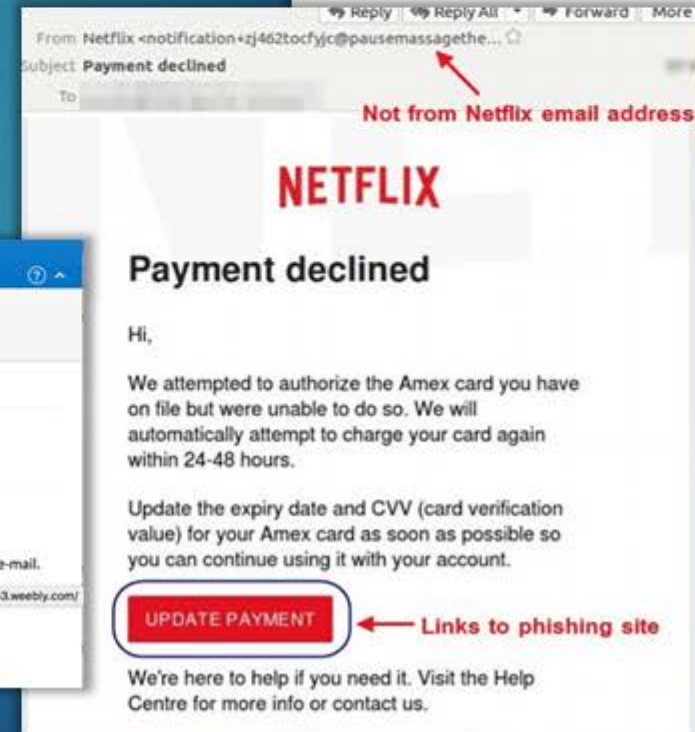 Reply Reply All Forward More
From Netflix <notification+zj462tocfyjc@pausemassagethe...
Subject Payment declined
To
Not from Netflix email address
NETFLIX
Payment declined
Hi,
We attempted to authorize the Amex card you have
on file but were unable to do so. We will
automatically attempt to charge your card again
within 24-48 hours.
Update the expiry date and CVV (card verification
value) for your Amex card as soon as possible so
you can continue using it with your account.
e-mail.
3.weebly.com/
UPDATE PAYMENT
Links to phishing site
We're here to help if you need it. Visit the Help
Centre for more info or contact us.